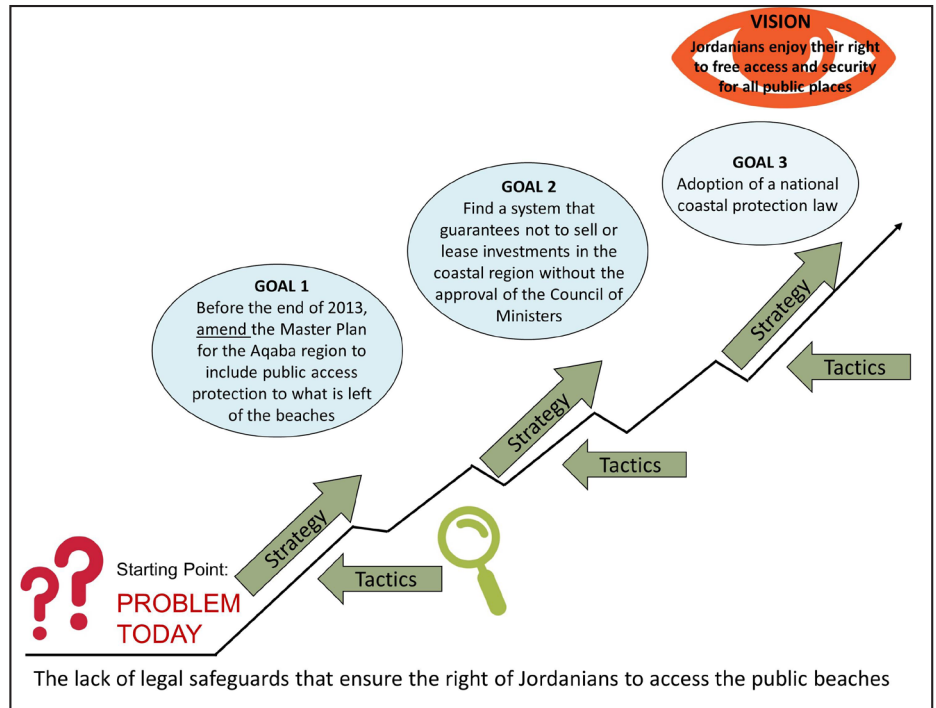 VISION
Jordanians enjoy their right
to free access and security
for all public places
GOAL 3
Adoption of a national
coastal protection law
GOAL 2
Find a system that
guarantees not to sell or
lease investments in the
coastal region without the
approval of the Council of
Ministers
GOAL 1
Before the end of 2013,
amend the Master Plan
for the Aqaba region to
include public access
protection to what is left
of the beaches
Strategy
Tactics
Strategy
Tactics
Strategy
Tactics
Starting Point:
PROBLEM
TODAY
??
The lack of legal safeguards that ensure the right of Jordanians to access the public beaches